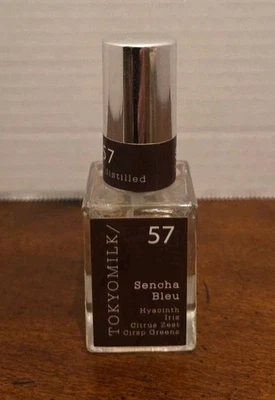 57
Distilled
TOKYOMILK/
57
Sencha
Bleu
Hyacinth
Iris
Citrus Zest
Crisp Greens